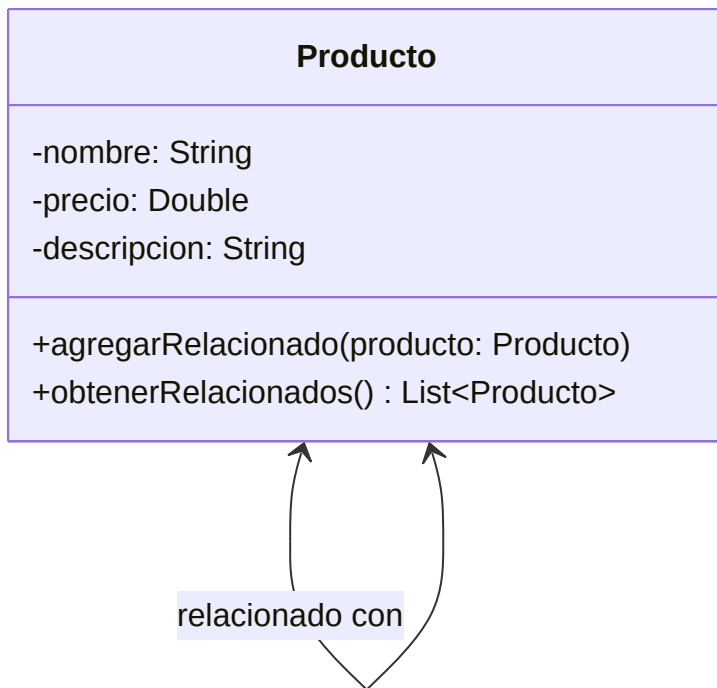 Producto
-nombre: String
-precio: Double
-descripcion: String
+agregarRelacionado(producto: Producto)
+obtenerRelacionados() : List<Producto>
relacionado con